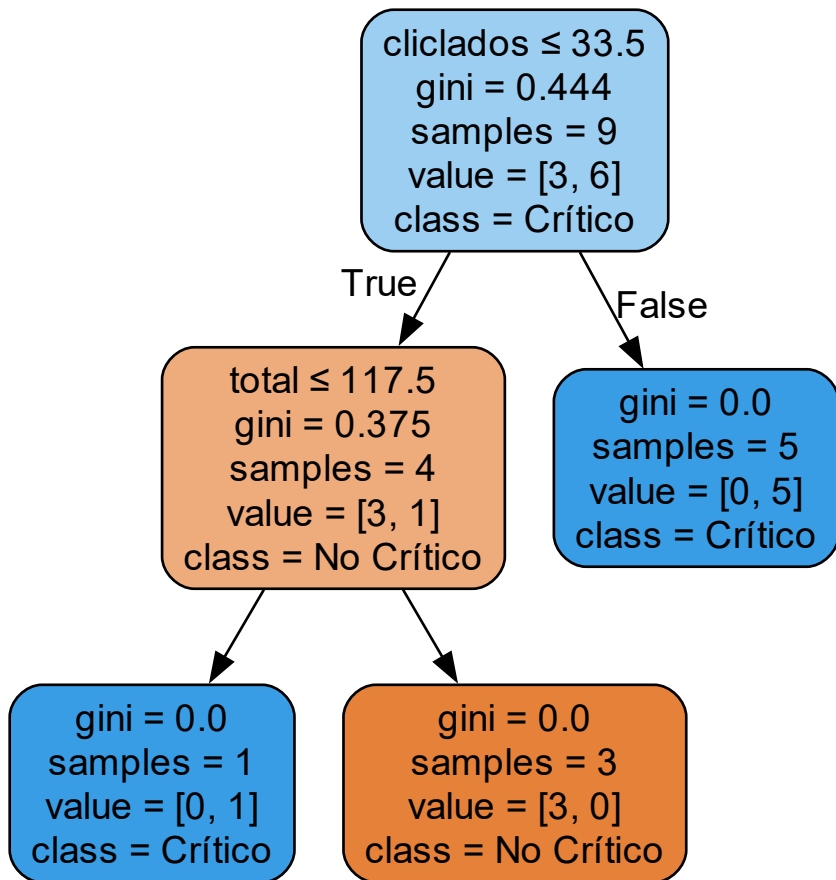 cliclados ≤ 33.5
gini = 0.444
samples = 9
value = [3, 6]
class = Crítico
True
False
total ≤ 117.5
gini = 0.375
samples = 4
value = [3, 1]
class = No Crítico
gini = 0.0
samples = 5
value = [0, 5]
class = Crítico
gini = 0.0
samples = 1
value = [0, 1]
class = Crítico
gini = 0.0
samples = 3
value = [3, 0]
class = No Crítico